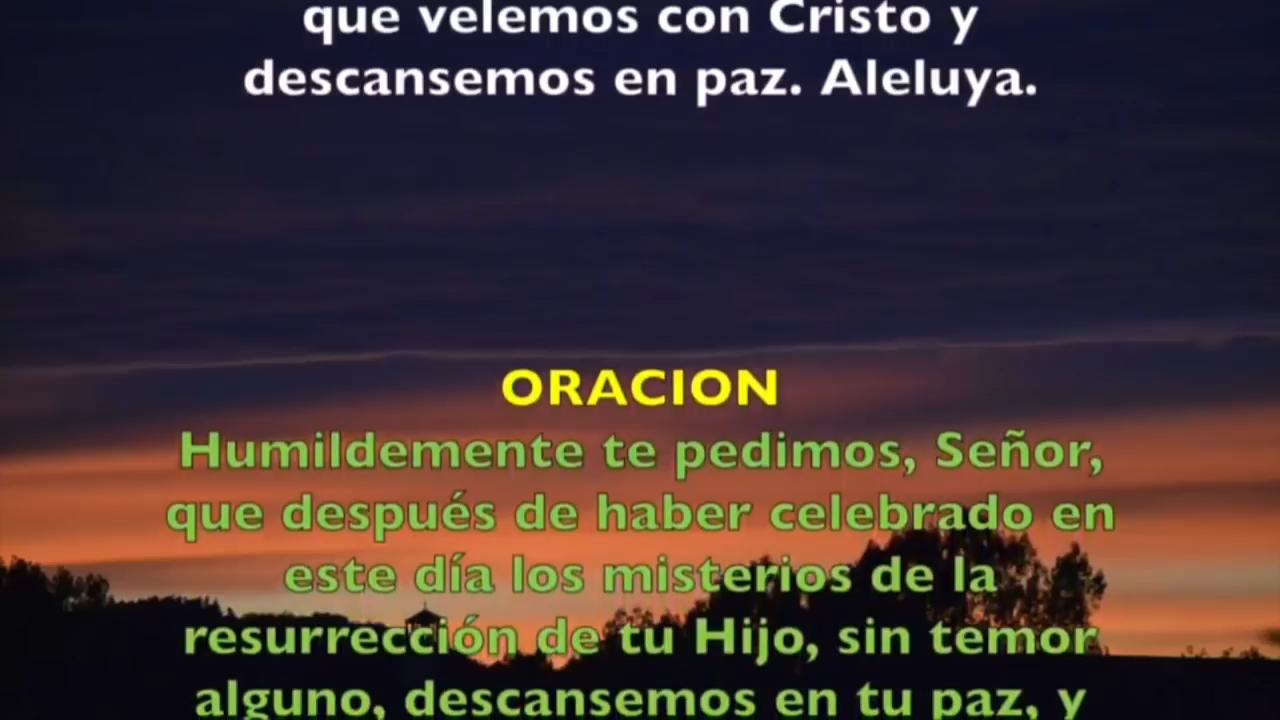 que velemos con Cristo y
descansemos en paz. Aleluya.
ORACION
Humildemente te pedimos, Señor,
que después de haber celebrado en
este día los misterios de la
resurrección de tu Hijo, sin temor
alguno, descansemos en tu paz, y